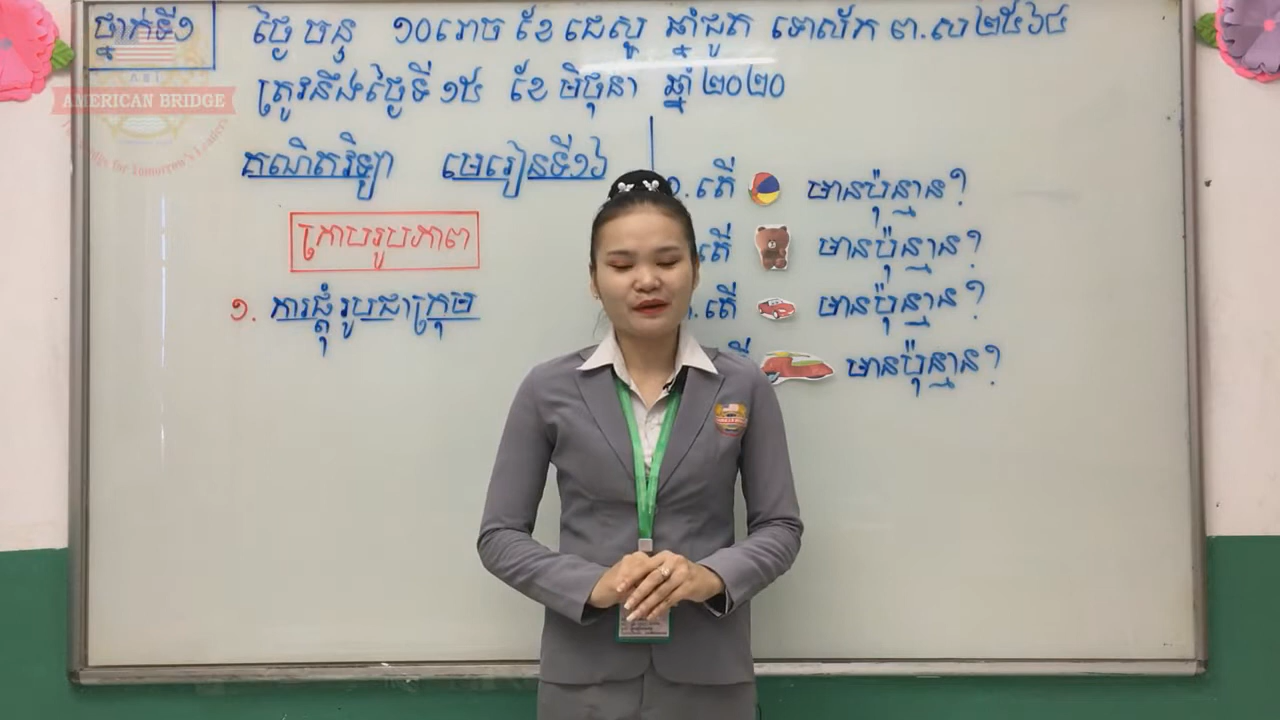 ថ្នាក់ទី១
ថ្ងៃ ចន្ទ ១០រោច ខែ ជេស្ឋ ឆ្នាំជូត ទោស័ក ព.ស២៥៦៤
ត្រូវនឹងថ្ងៃទី ១៥ ខែ មិថុនា ឆ្នាំ ២០២០
គណិតវិទ្យា មេរៀនទី១៦
ក្រាបរូបភាព
១. ការផ្តុំរូបជាក្រុម
១.តើ មានប៉ុន្មាន?
.តើ មានប៉ុន្មាន?
.តើ មានប៉ុន្មាន?
មានប៉ុន្មាន?
AMERICAN BRIDGE
for Tomorrow's Leaders